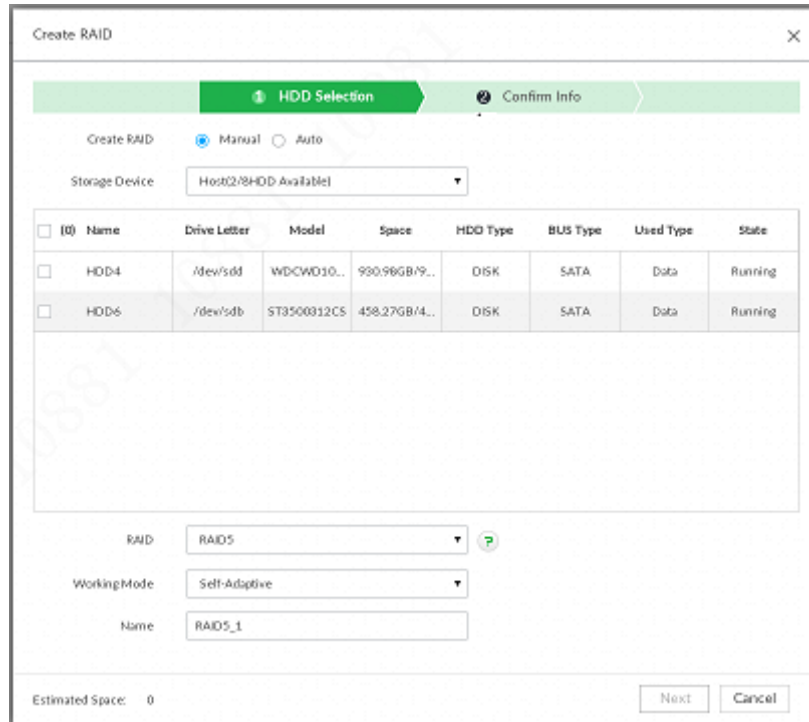 Create RAID
1 HDD Selection 2 Confirm Info
Create RAID Manual Auto
Storage Device Host(2/8HDD Available)
(0) Name Drive Letter Model Space HDD Type BUS Type Used Type State
HDD4 /dev/sdd WDCWD10... 930.98GB/9... DISK SATA Data Running
HDD6 /dev/sdb ST3500312CS 458.27GB/4... DISK SATA Data Running
RAID RAID5 ?
Working Mode Self-Adaptive
Name RAID5_1
Estimated Space: 0 Next Cancel
10881
10881
10881